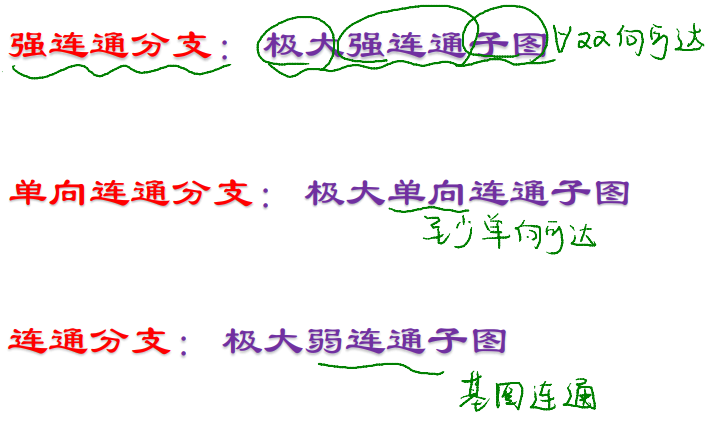 强连通分支: 极大强连通子图 ∀双向可达
单向连通分支: 极大单向连通子图
至少单向可达
连通分支: 极大弱连通子图
基图连通